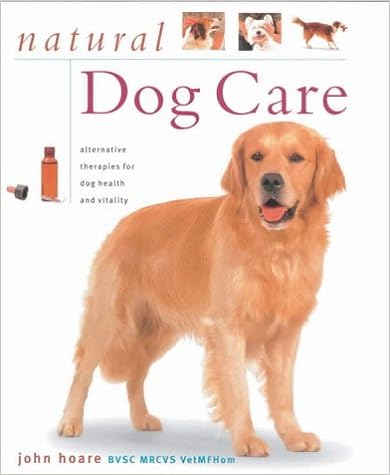 natural
Dog Care
alternative
therapies for
dog health
and vitality
john hoare BVSC MRCVS VetMFHom